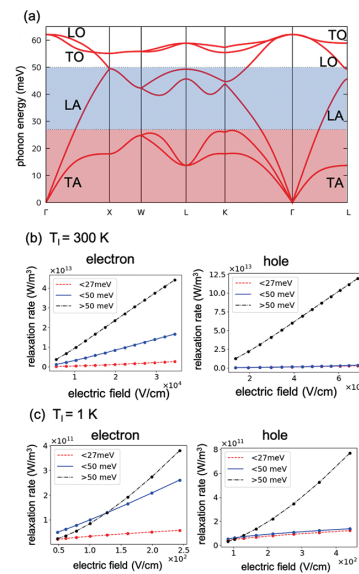 (a)
60
50
40
30
20
10
0
phonon energy (meV)
LO
TO
LA
TA
TO
LO
LA
TA
Γ X W L K Γ L
(b) T_l = 300 K
electron
×10^13
4
3
2
1
0
relaxation rate (W/m³)
<27meV
<50 meV
>50 meV
1 2 3
×10^4
electric field (V/cm)
hole
×10^13
12.5
10.0
7.5
5.0
2.5
0.0
relaxation rate (W/m³)
<27meV
<50 meV
>50 meV
2 4 6
electric field (V/cm)
(c) T_l = 1 K
electron
×10^11
4
3
2
1
relaxation rate (W/m³)
<27meV
<50 meV
>50 meV
0.5 1.0 1.5 2.0 2.5
×10^2
electric field (V/cm)
hole
×10^11
8
6
4
2
0
relaxation rate (W/m³)
<27meV
<50 meV
>50 meV
1 2 3 4
×10^2
electric field (V/cm)